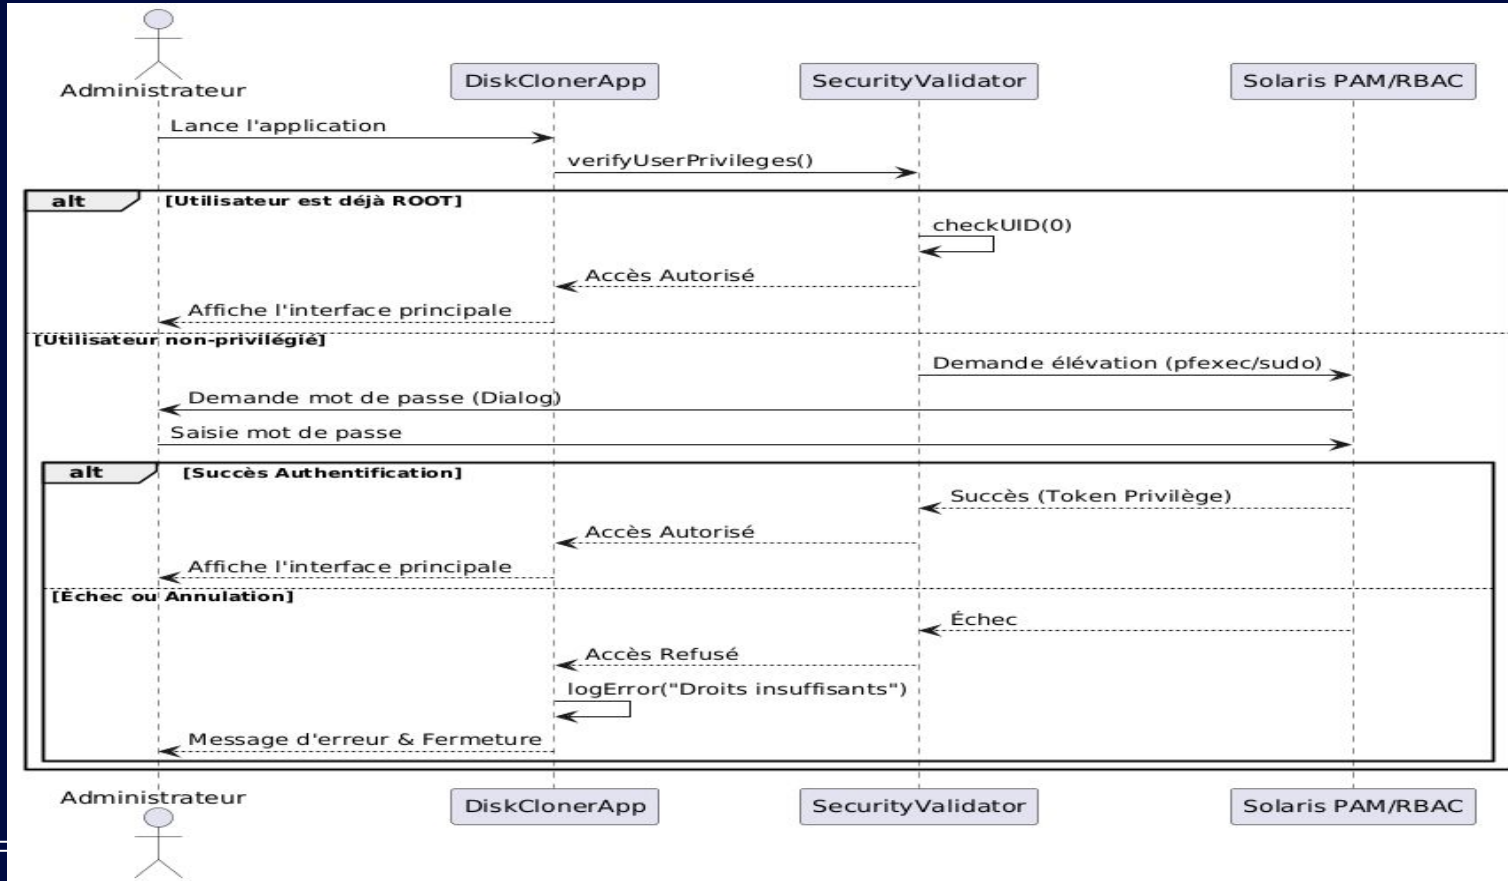 Administrateur
DiskClonerApp
SecurityValidator
Solaris PAM/RBAC
Lance l'application
verifyUserPrivileges()
alt
[Utilisateur est déjà ROOT]
checkUID(0)
Accès Autorisé
Affiche l'interface principale
[Utilisateur non-privilégié]
Demande élévation (pfexec/sudo)
Demande mot de passe (Dialog)
Saisie mot de passe
alt
[Succès Authentification]
Succès (Token Privilège)
Accès Autorisé
Affiche l'interface principale
[Échec ou Annulation]
Échec
Accès Refusé
logError("Droits insuffisants")
Message d'erreur & Fermeture
Administrateur
DiskClonerApp
SecurityValidator
Solaris PAM/RBAC